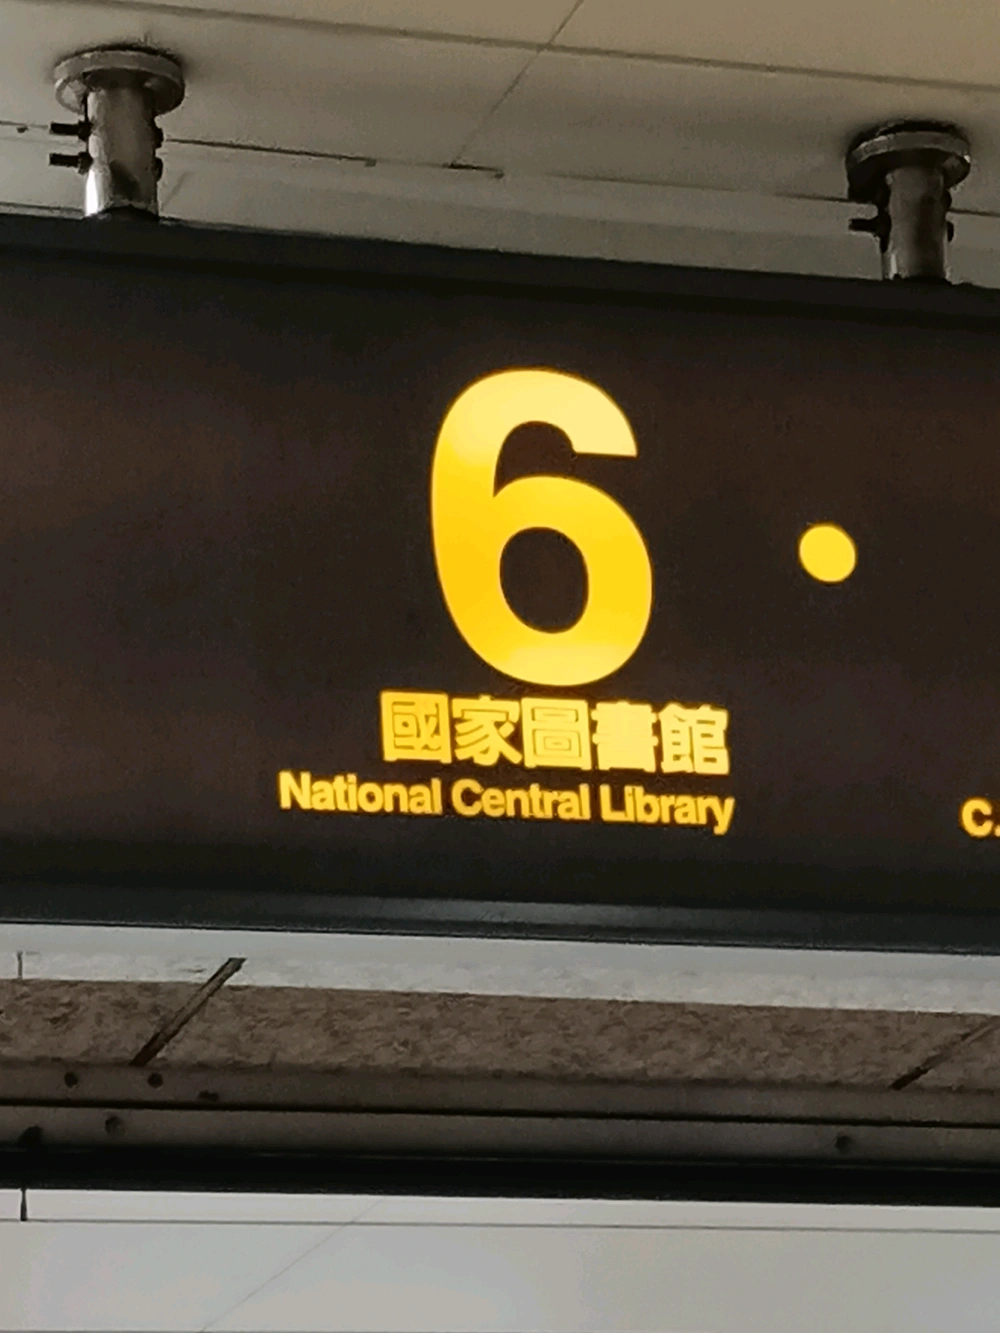 6
國家圖書館
National Central Library
C.